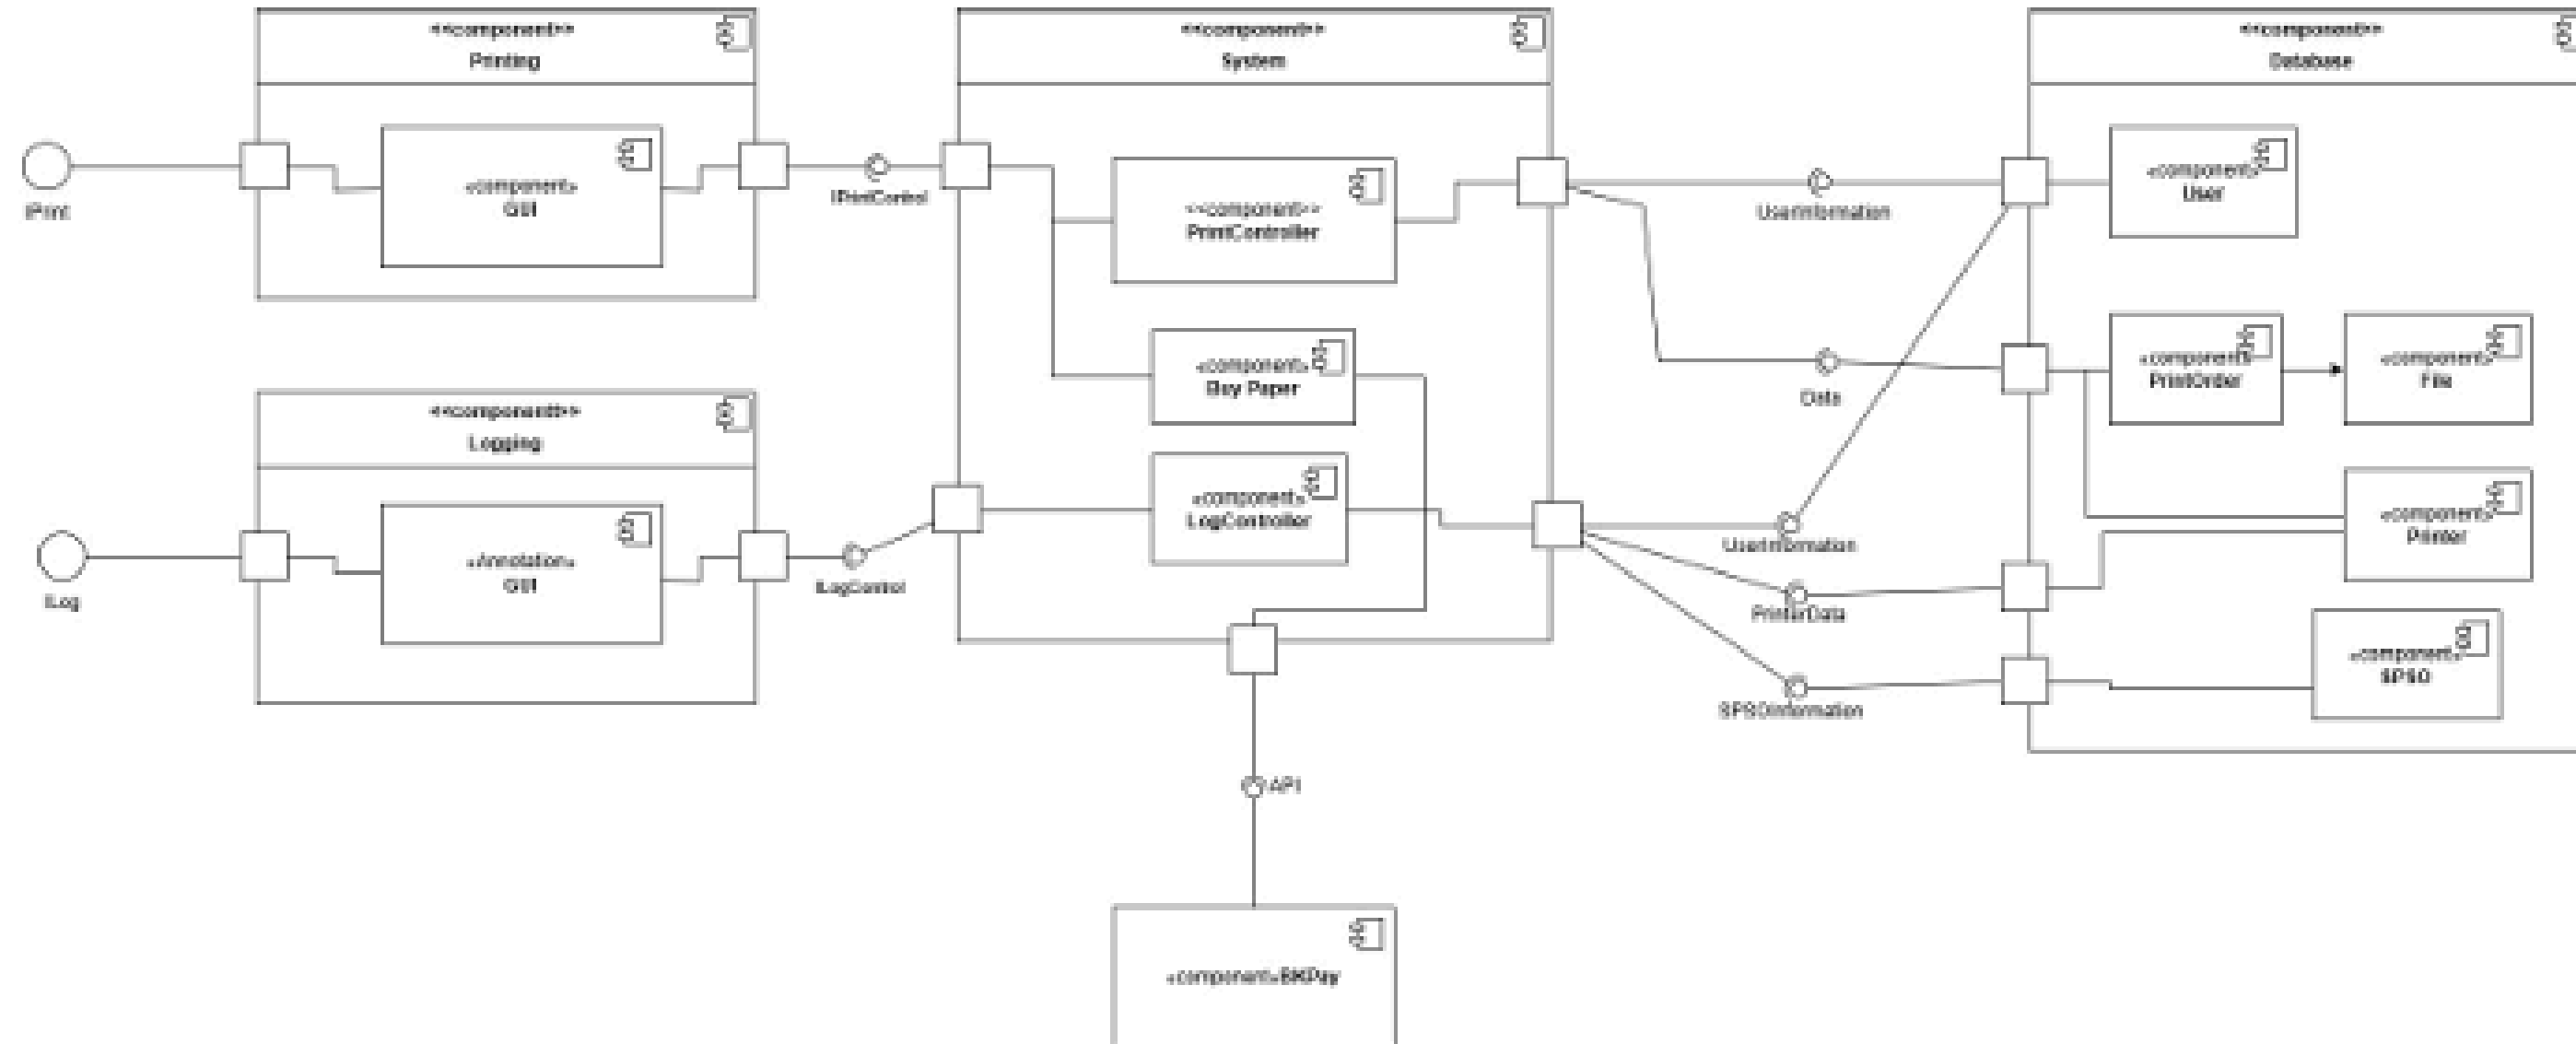 <<component>>
Printing
<<component>>
System
<<component>>
Database
«component»
GUI
IPrint
IPrintControl
<<component>>
PrintController
UserInformation
«component»
User
«component»
Buy Paper
Data
«component»
PrintOrder
«component»
File
<<component>>
Logging
«component»
LogController
«component»
Printer
«Annotation»
GUI
ILog
ILogControl
UserInformation
PrinterData
«component»
SPSO
SPSOInformation
API
«component»BKPay